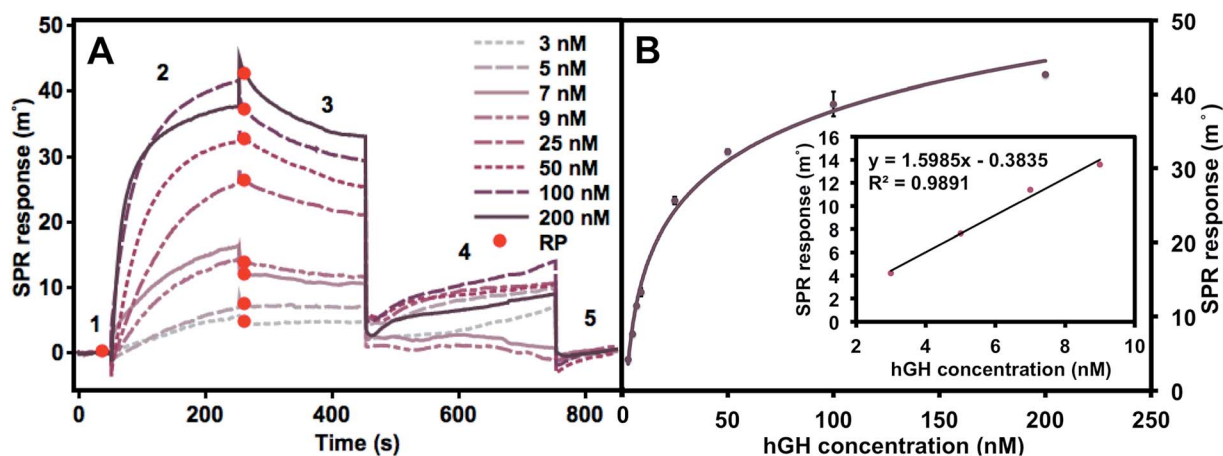 A
50
40
30
20
10
0
SPR response (m°)
1
2
3
4
5
3 nM
5 nM
7 nM
9 nM
25 nM
50 nM
100 nM
200 nM
RP
0
200
400
600
800
Time (s)
B
50
40
30
20
10
0
SPR response (m°)
0
50
100
150
200
250
hGH concentration (nM)
16
14
12
10
8
6
4
2
0
SPR response (m°)
y = 1.5985x - 0.3835
R² = 0.9891
2
4
6
8
10
hGH concentration (nM)